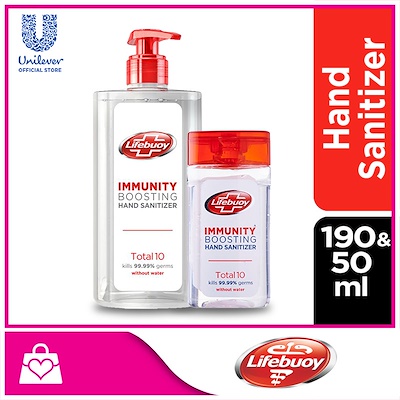 Unilever
OFFICIAL STORE
Lifebuoy
IMMUNITY
BOOSTING
HAND SANITIZER
Total 10
kills 99.99% germs
without water
Lifebuoy
IMMUNITY
BOOSTING
HAND SANITIZER
Total 10
kills 99.99% germs
without water
Hand
Sanitizer
190 &
50
ml
Lifebuoy